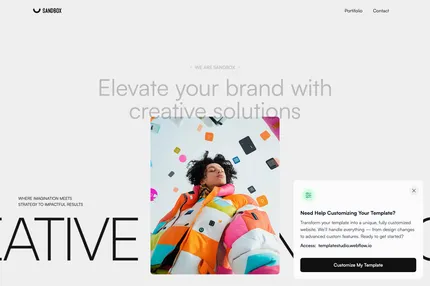 SANDBOX
Portfolio
Contact
WE ARE SANDBOX
Elevate your brand with
creative solutions
WHERE IMAGINATION MEETS
STRATEGY TO IMPACTFUL RESULTS
EATIVE
Need Help Customizing Your Template?
Transform your template into a unique, fully customized
website. We'll handle everything — from design changes
to advanced custom features. Ready to get started?
Access: templatestudio.webflow.io
Customize My Template